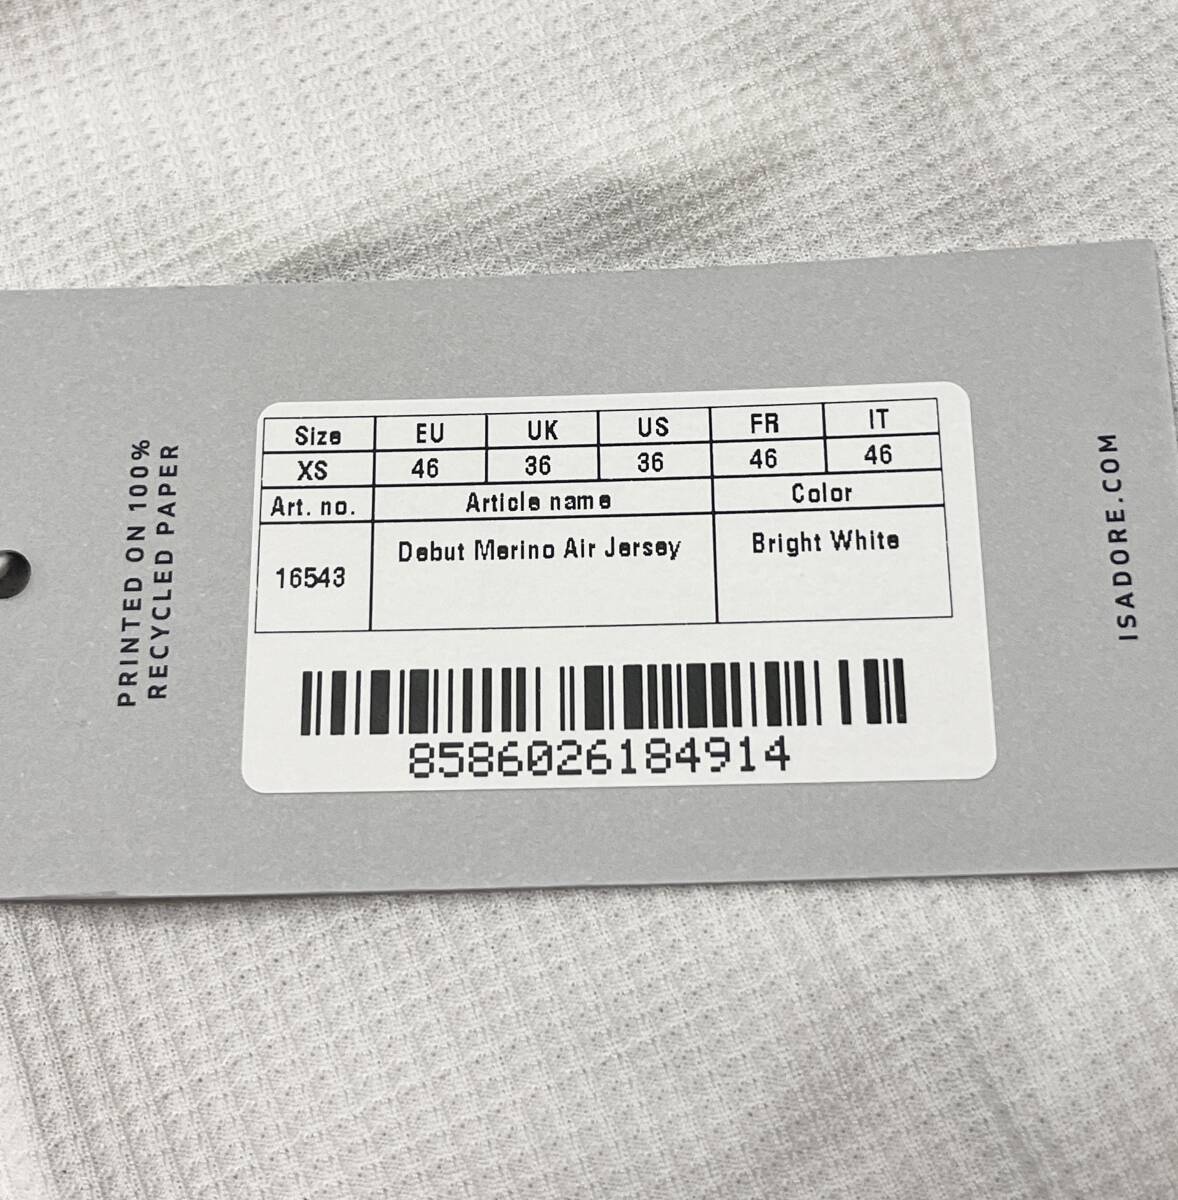 PRINTED ON 100%
RECYCLED PAPER
Size EU UK US FR IT
XS 46 36 36 46 46
Art. no. Article name Color
16543 Debut Merino Air Jersey Bright White
8586026184914
ISADORE.COM